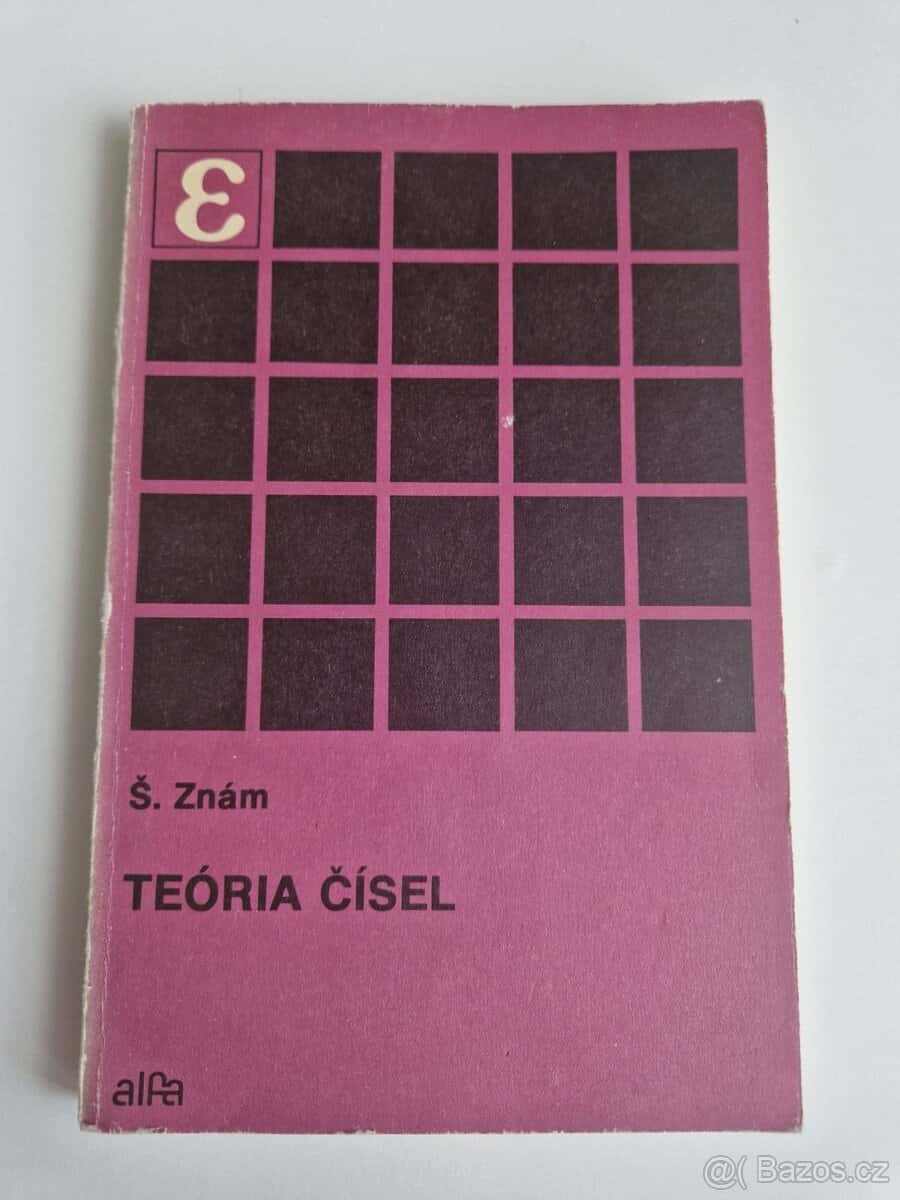 ε
Š. Znám
TEÓRIA ČÍSEL
alfa
@( Bazos.cz